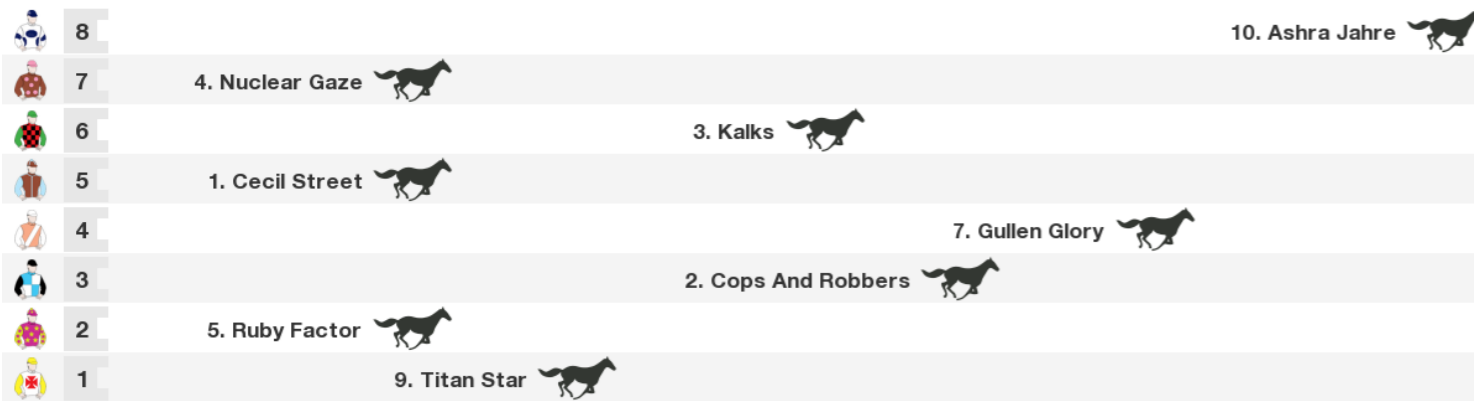 8 10. Ashra Jahre
7 4. Nuclear Gaze
6 3. Kalks
5 1. Cecil Street
4 7. Gullen Glory
3 2. Cops And Robbers
2 5. Ruby Factor
1 9. Titan Star